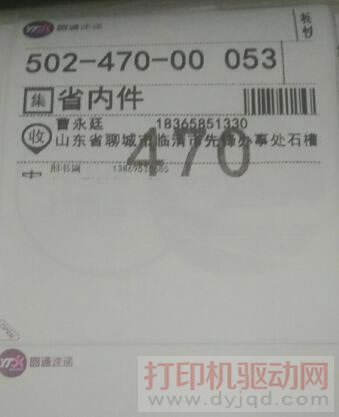 YTO 圆通速递
502-470-00 053
集 省内件
曹永廷 18365851330
收 山东省聊城市临清市先锋办事处石槽
470
OPEN
YTO 圆通速递
打印机驱动网
www.dyjqd.com